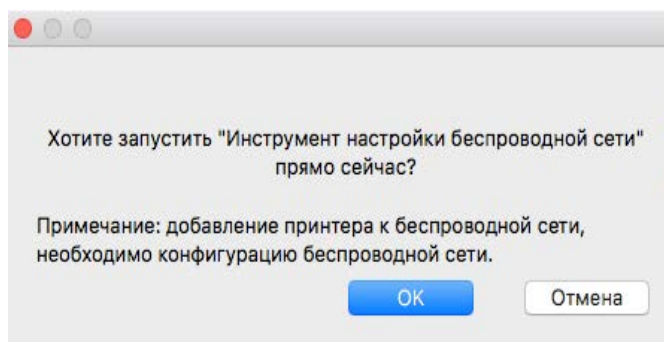 Хотите запустить "Инструмент настройки беспроводной сети"
прямо сейчас?
Примечание: добавление принтера к беспроводной сети,
необходимо конфигурацию беспроводной сети.
OK
Отмена